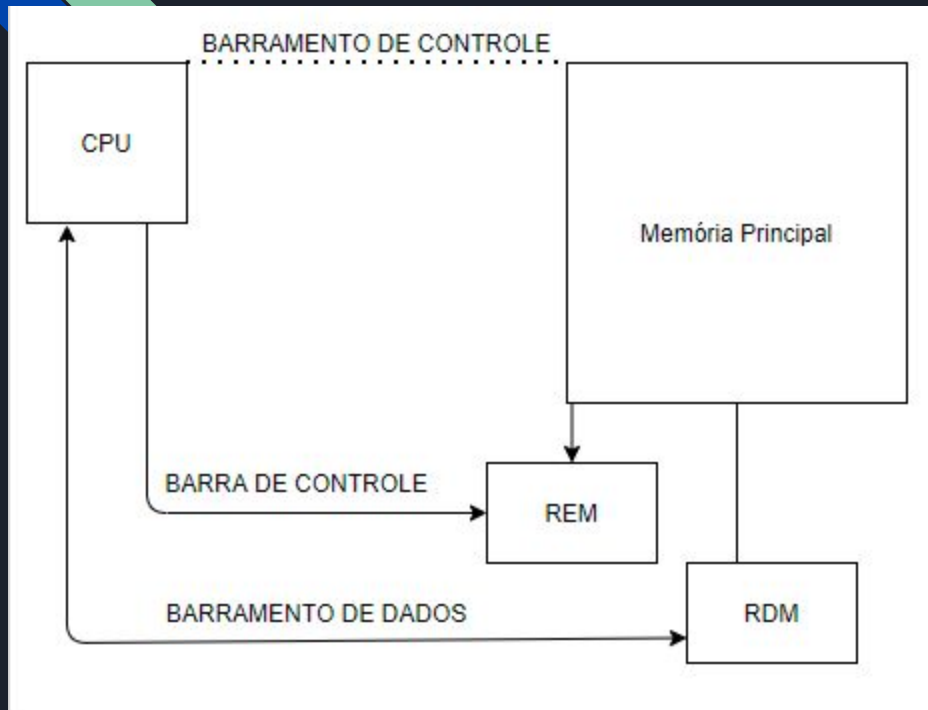 BARRAMENTO DE CONTROLE
CPU
Memória Principal
BARRA DE CONTROLE
REM
BARRAMENTO DE DADOS
RDM